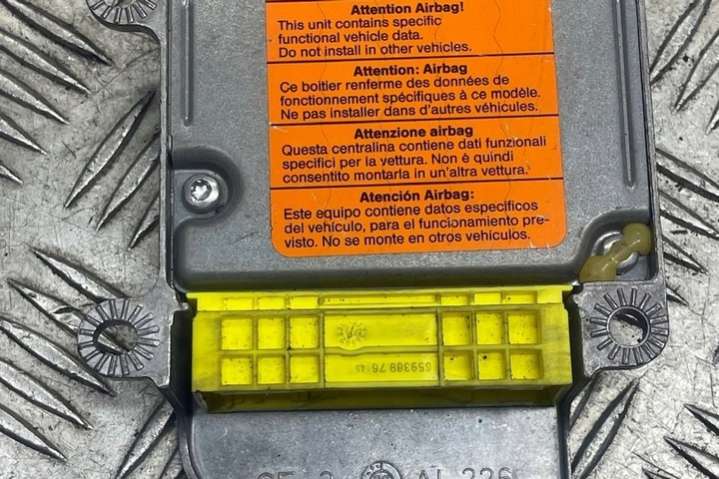 Attention Airbag!
This unit contains specific
functional vehicle data.
Do not install in other vehicles.
Attention: Airbag
Ce boitier renferme des données de
fonctionnement spécifiques à ce modèle.
Ne pas installer dans d'autres véhicules.
Attenzione airbag
Questa centralina contiene dati funzionali
specifici per la vettura. Non è quindi
consentito montarla in un'altra vettura.
Atención Airbag:
Este equipo contiene datos especificos
del vehículo, para el funcionamiento pre-
visto. No se monte en otros vehículos.